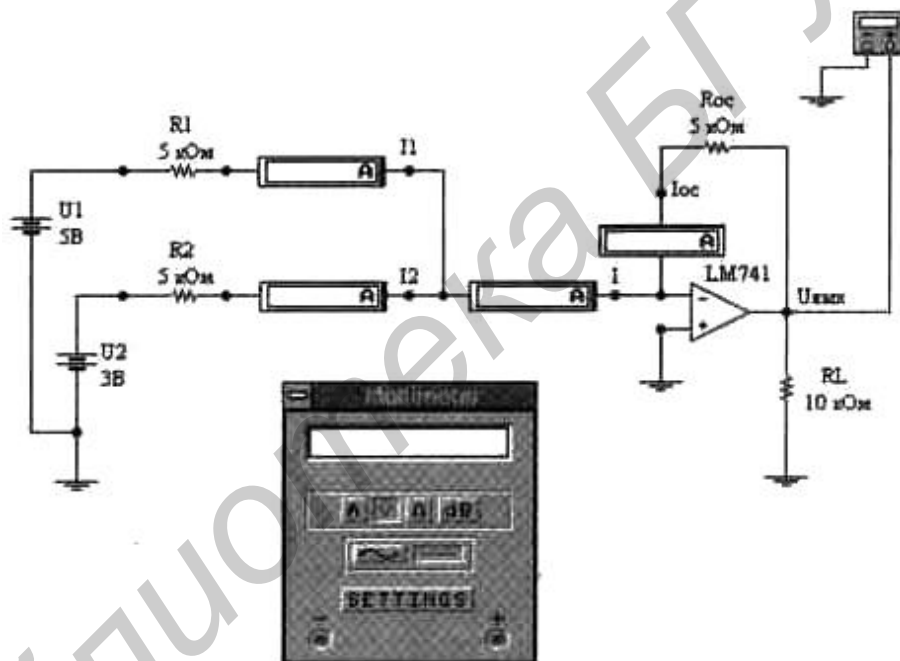 Roc
5 кОм
R1
5 кОм
A
I1
Ioc
U1
5В
A
R2
5 кОм
A
I2
A
I
LM741
Uвых
U2
3В
RL
10 кОм
Multimeter
A V Ω dB
SETTINGS
- +